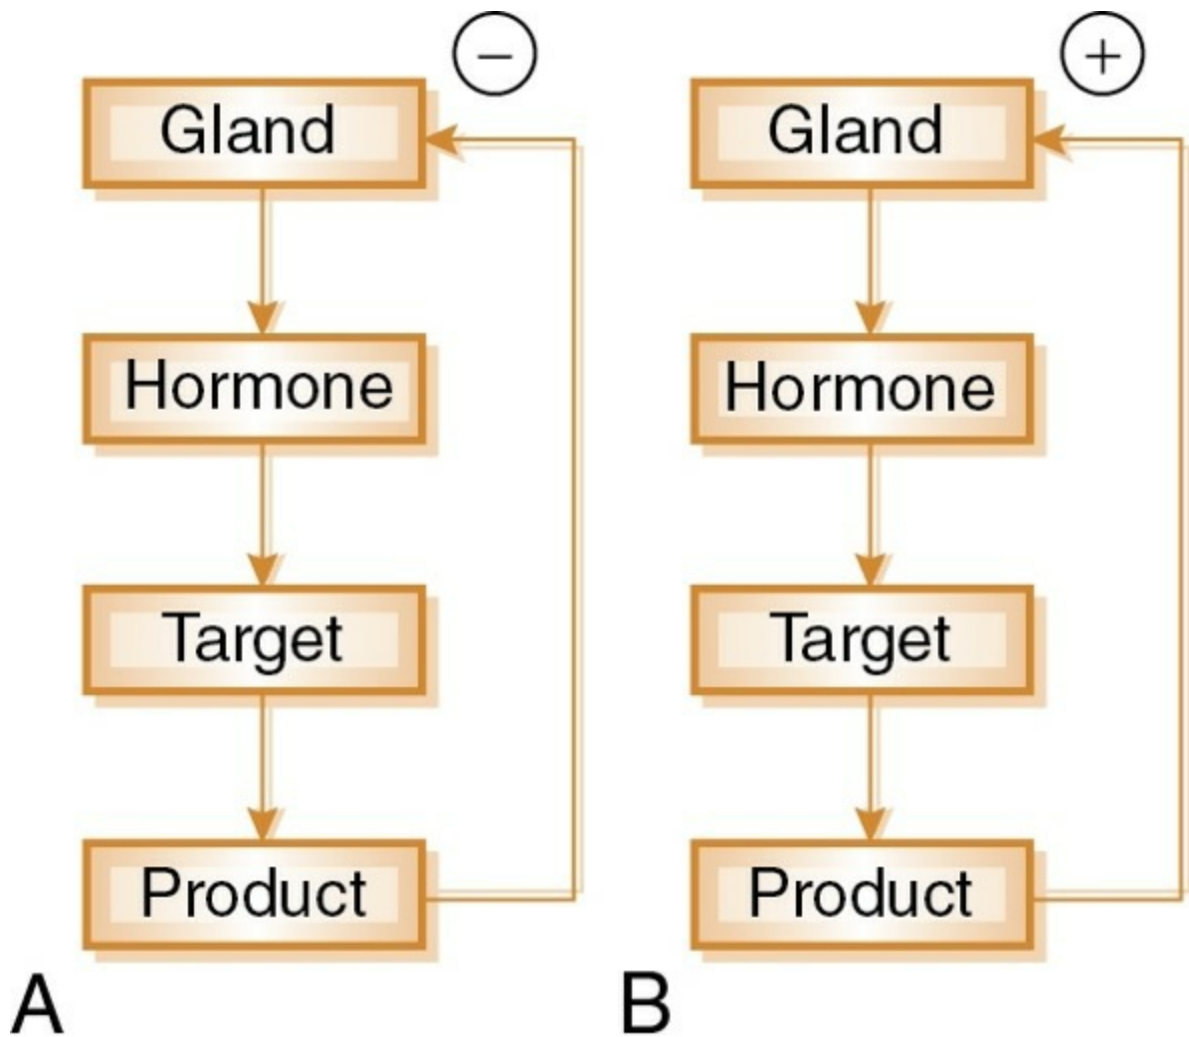 −
Gland
Hormone
Target
Product
A
+
Gland
Hormone
Target
Product
B